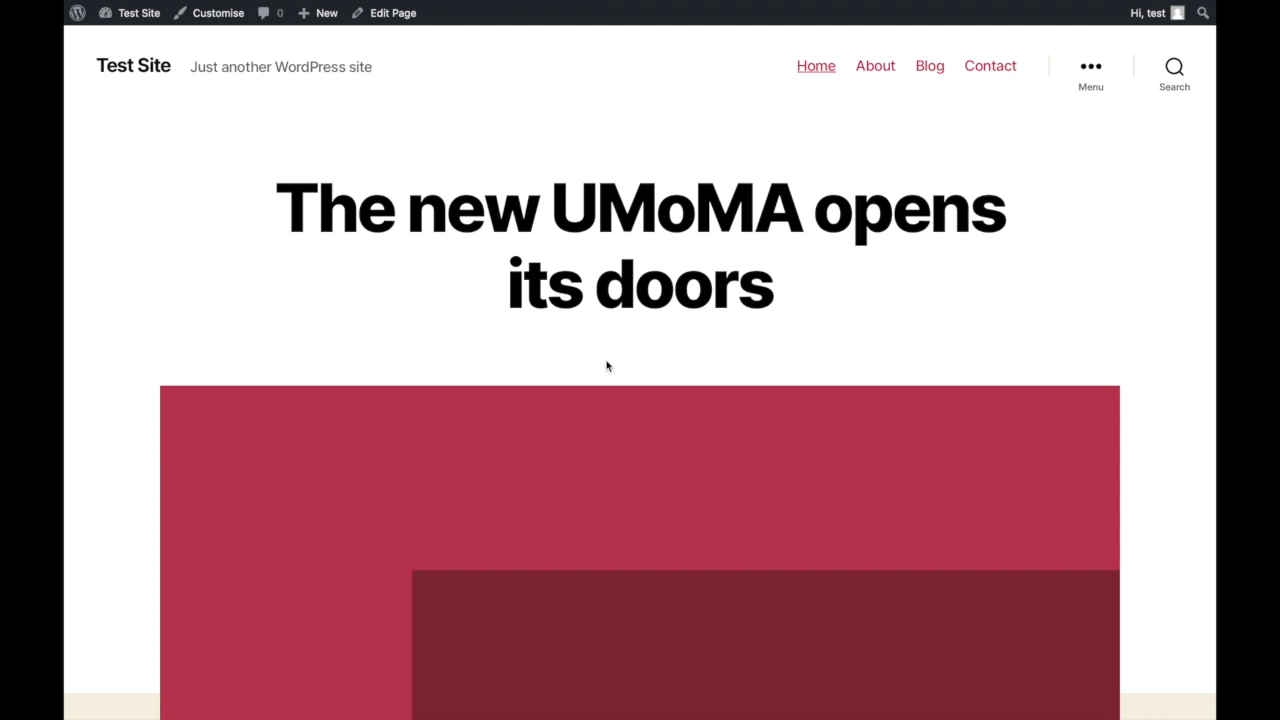 Test Site Customise 0 New Edit Page Hi, test
Test Site Just another WordPress site Home About Blog Contact
Menu Search
The new UMoMA opens
its doors